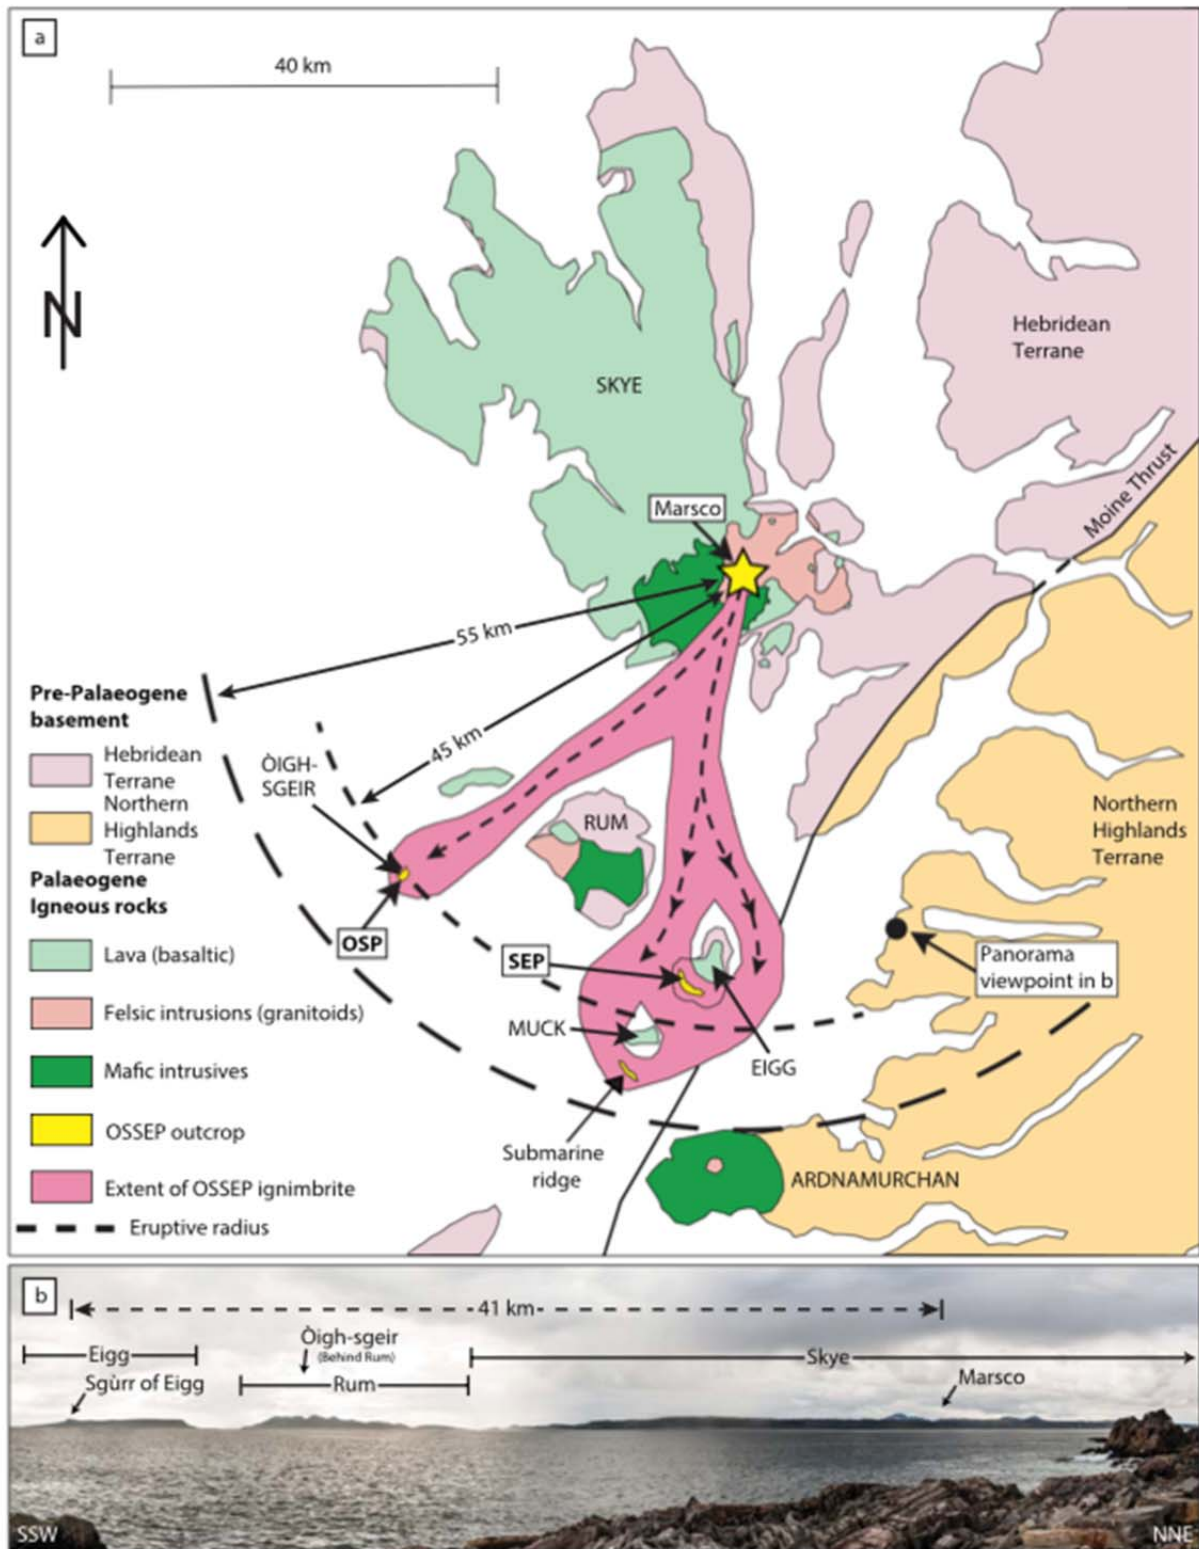 a
40 km
N
Hebridean
Terrane
SKYE
Moine Thrust
Marsco
55 km
45 km
Pre-Palaeogene
basement
Hebridean
Terrane
Northern
Highlands
Terrane
Palaeogene
Igneous rocks
Lava (basaltic)
Felsic intrusions (granitoids)
Mafic intrusives
OSSEP outcrop
Extent of OSSEP ignimbrite
Eruptive radius
ÒIGH-
SGEIR
RUM
Northern
Highlands
Terrane
OSP
SEP
Panorama
viewpoint in b
MUCK
EIGG
Submarine
ridge
ARDNAMURCHAN
b
41 km
Eigg
Òigh-sgeir
(Behind Rum)
Skye
Sgùrr of Eigg
Rum
Marsco
SSW
NNE